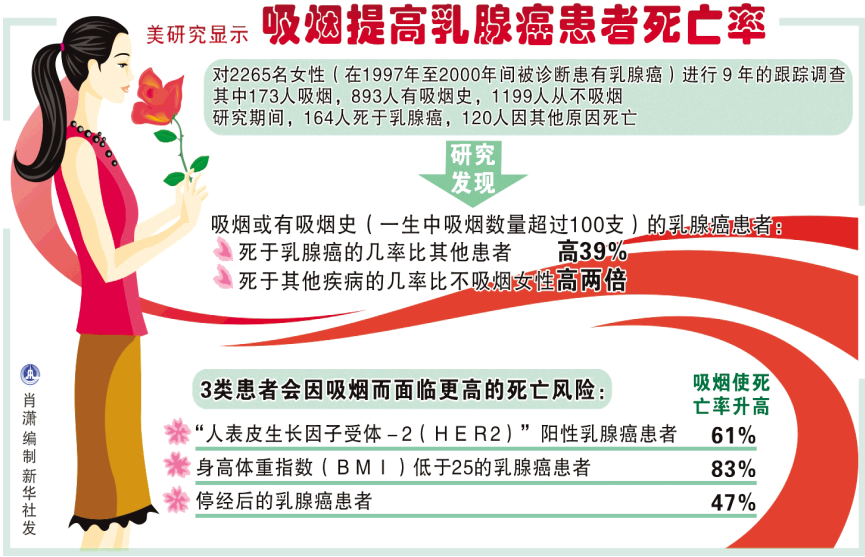 美研究显示 吸烟提高乳腺癌患者死亡率
对2265名女性（在1997年至2000年间被诊断患有乳腺癌）进行9年的跟踪调查
其中173人吸烟，893人有吸烟史，1199人从不吸烟
研究期间，164人死于乳腺癌，120人因其他原因死亡
研究
发现
吸烟或有吸烟史（一生中吸烟数量超过100支）的乳腺癌患者：
死于乳腺癌的几率比其他患者 高39%
死于其他疾病的几率比不吸烟女性高两倍
3类患者会因吸烟而面临更高的死亡风险：
吸烟使死
亡率升高
“人表皮生长因子受体-2（HER2）”阳性乳腺癌患者 61%
身高体重指数（BMI）低于25的乳腺癌患者 83%
停经后的乳腺癌患者 47%
肖潇 编制 新华社发